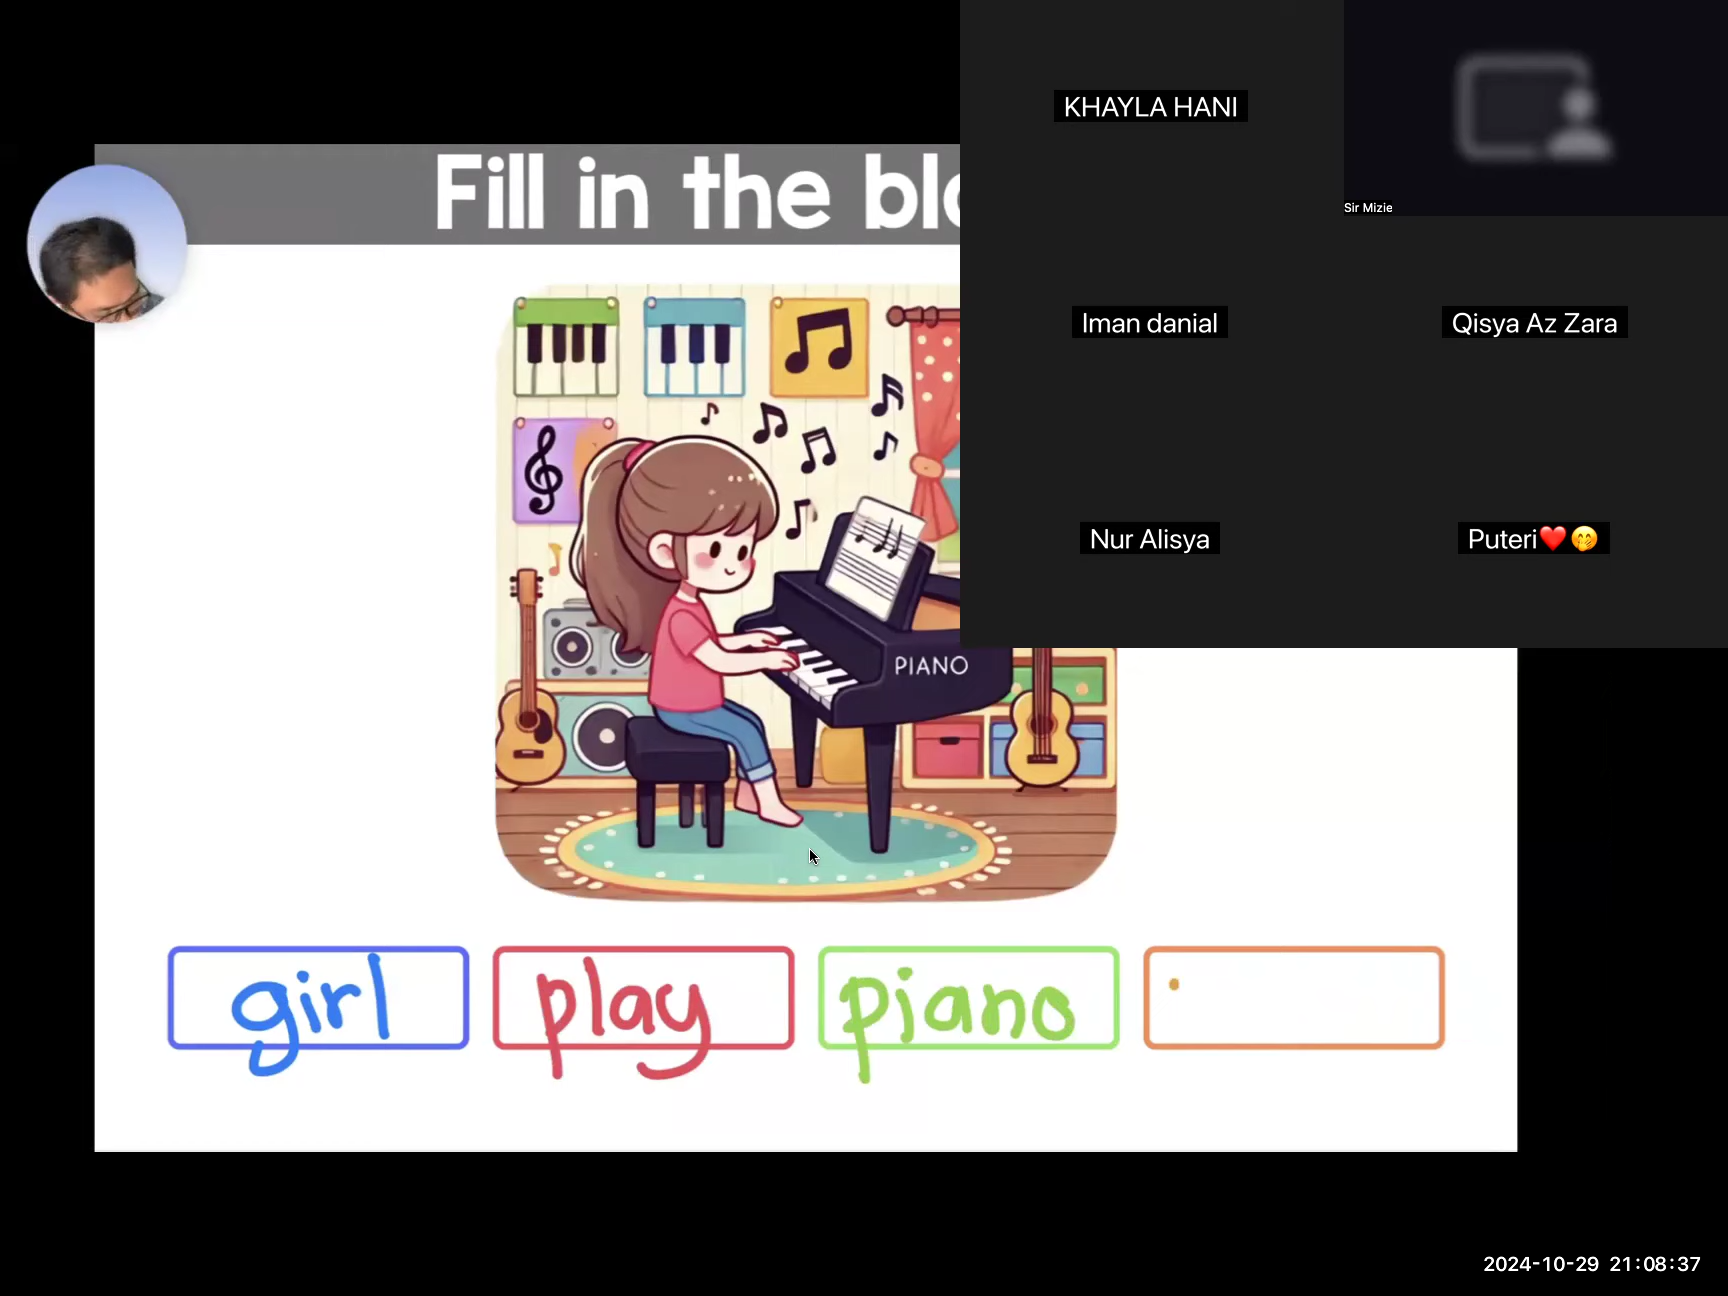 KHAYLA HANI
Sir Mizie
Fill in the bla
Iman danial
Qisya Az Zara
Nur Alisya
Puteri❤️🤭
PIANO
girl
play
piano
2024-10-29 21:08:37